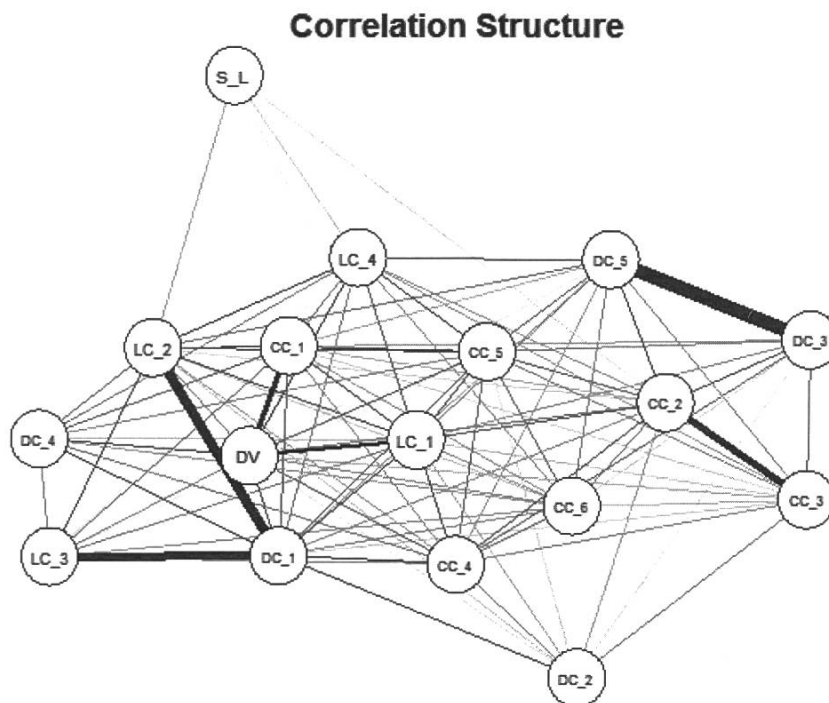 Correlation Structure
S_L
LC_4
DC_5
LC_2
CC_1
CC_5
DC_3
CC_2
DC_4
DV
LC_1
CC_6
CC_3
LC_3
DC_1
CC_4
DC_2